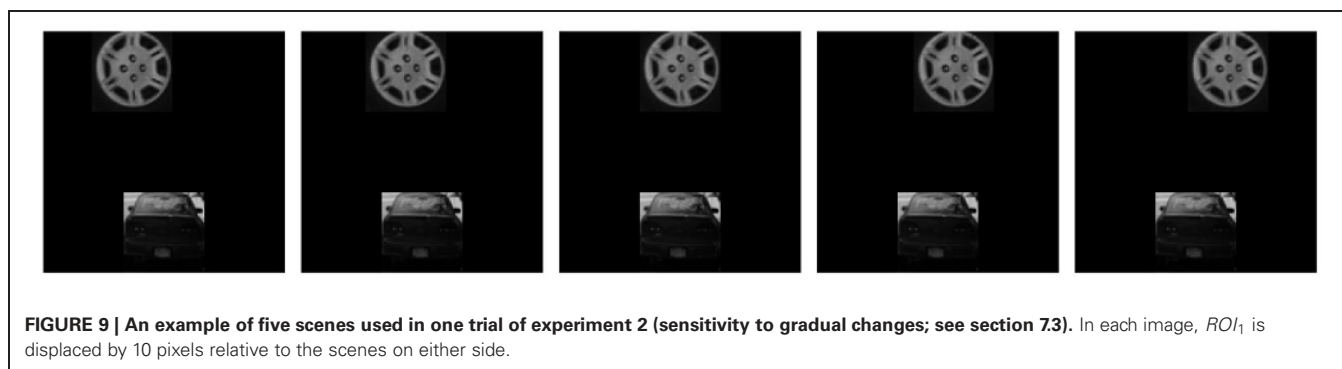 FIGURE 9 | An example of five scenes used in one trial of experiment 2 (sensitivity to gradual changes; see section 7.3). In each image, ROI₁ is
displaced by 10 pixels relative to the scenes on either side.